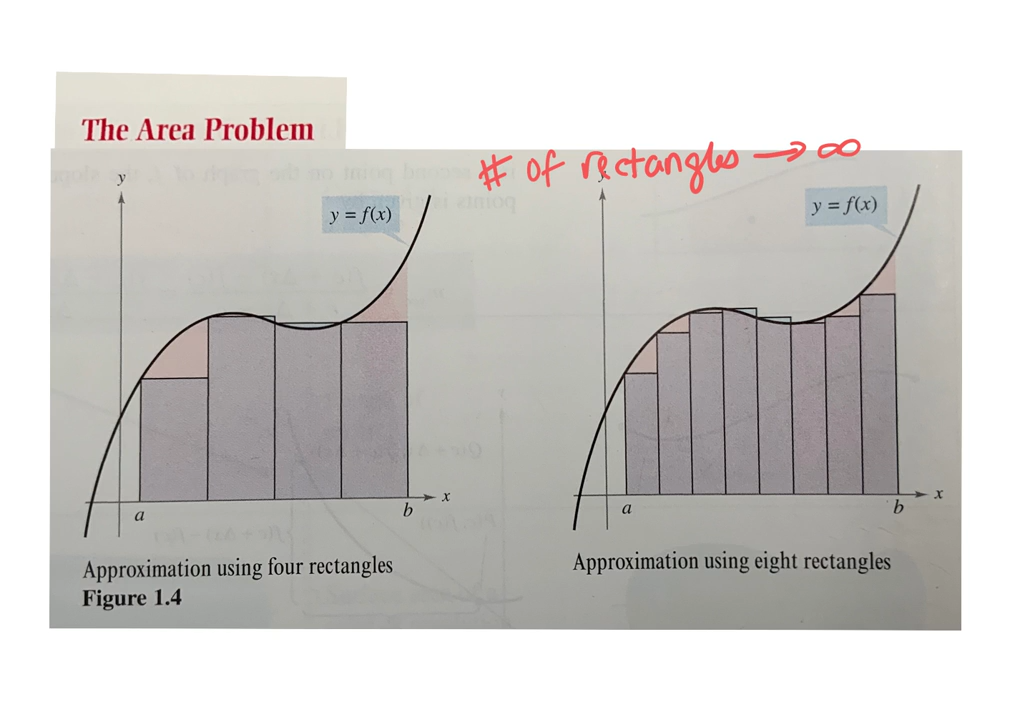 The Area Problem
# of rectangles → ∞
y
y = f(x)
a
b
x
Approximation using four rectangles
Figure 1.4
y
y = f(x)
a
b
x
Approximation using eight rectangles